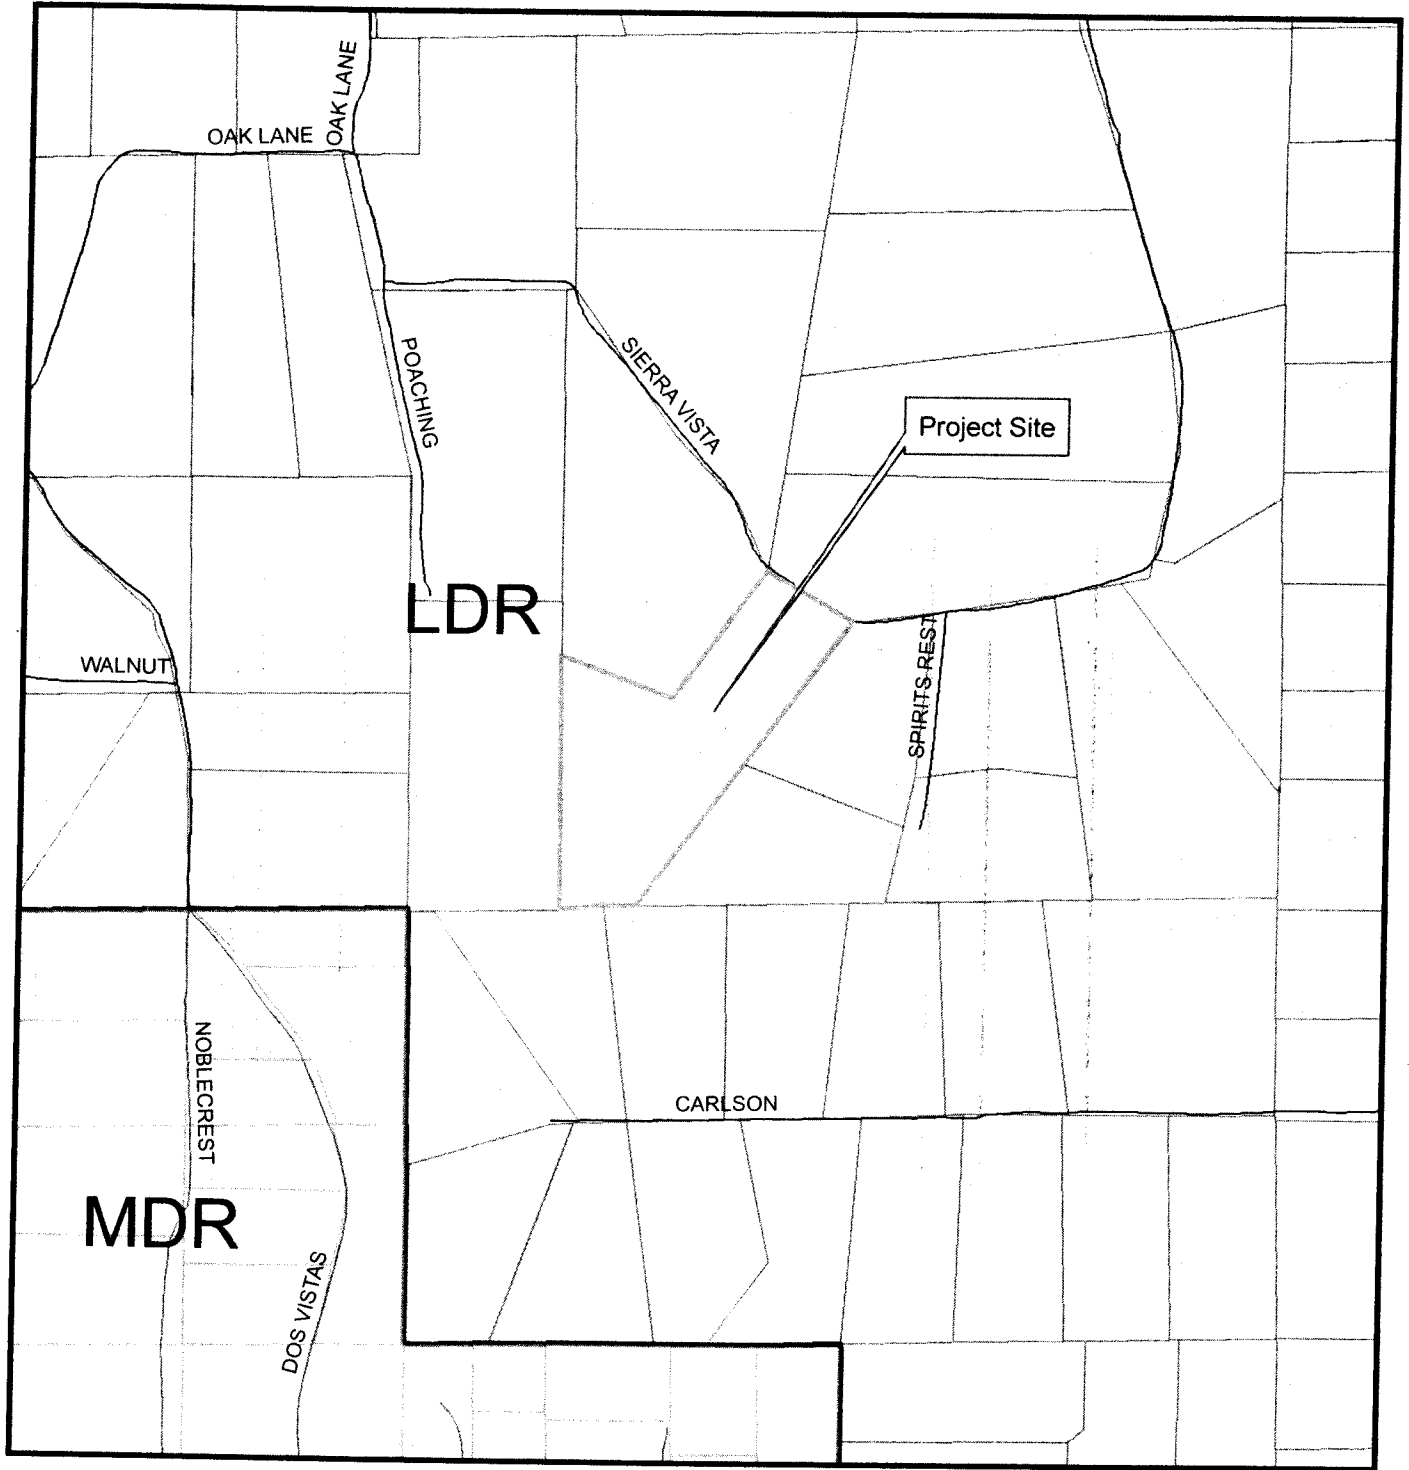 OAK LANE
OAK LANE
POACHING
SIERRA VISTA
Project Site
LDR
WALNUT
SPIRITS REST
NOBLECREST
CARLSON
MDR
DOS VISTAS